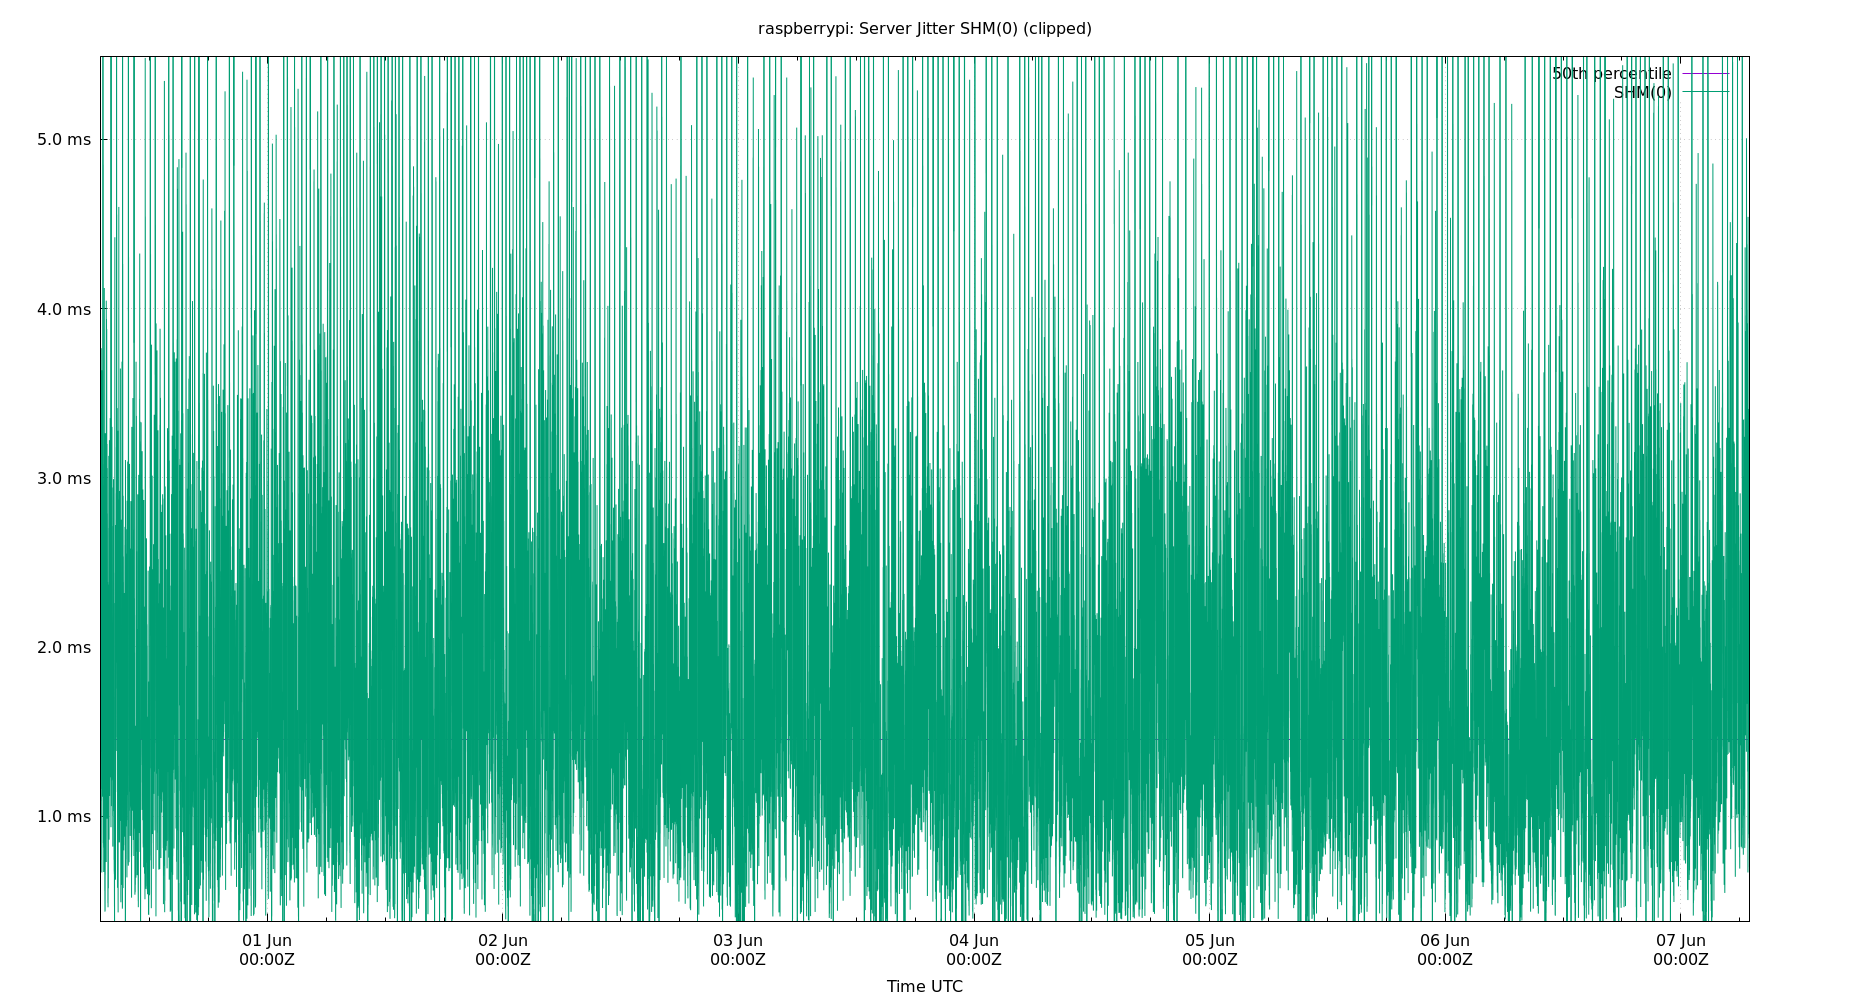 raspberrypi: Server Jitter SHM(0) (clipped)
50th percentile
SHM(0)
5.0 ms
4.0 ms
3.0 ms
2.0 ms
1.0 ms
01 Jun 02 Jun 03 Jun 04 Jun 05 Jun 06 Jun 07 Jun
00:00Z 00:00Z 00:00Z 00:00Z 00:00Z 00:00Z 00:00Z
Time UTC